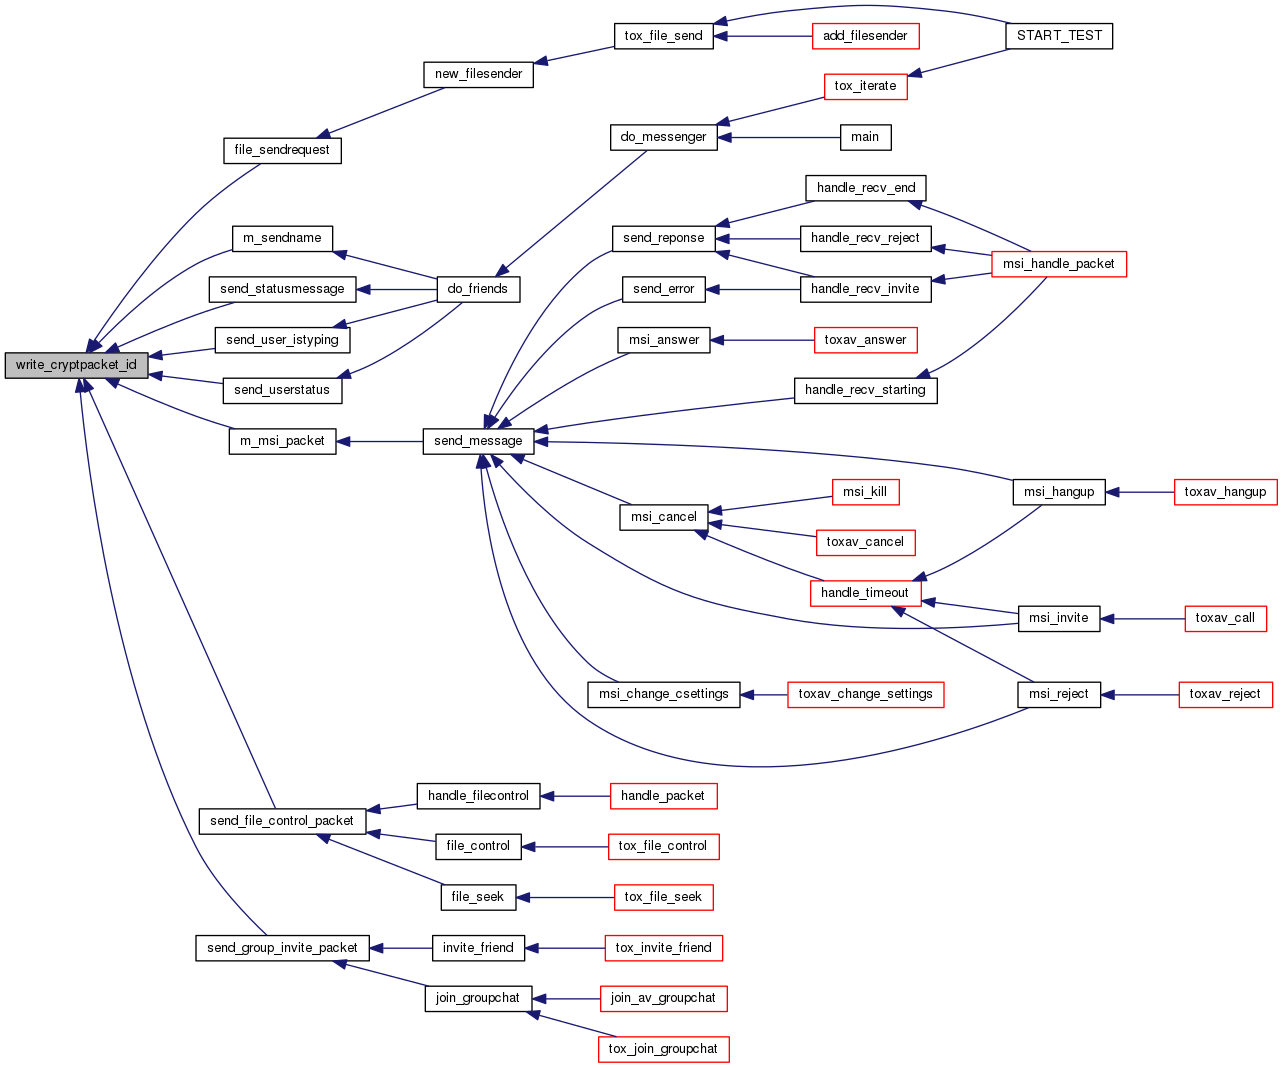 tox_file_send
add_filesender
START_TEST
new_filesender
tox_iterate
file_sendrequest
do_messenger
main
handle_recv_end
m_sendname
send_reponse
handle_recv_reject
msi_handle_packet
send_statusmessage
do_friends
send_error
handle_recv_invite
send_user_istyping
msi_answer
toxav_answer
write_cryptpacket_id
send_userstatus
handle_recv_starting
m_msi_packet
send_message
msi_kill
msi_hangup
toxav_hangup
msi_cancel
toxav_cancel
handle_timeout
msi_invite
toxav_call
msi_change_csettings
toxav_change_settings
msi_reject
toxav_reject
handle_filecontrol
handle_packet
send_file_control_packet
file_control
tox_file_control
file_seek
tox_file_seek
send_group_invite_packet
invite_friend
tox_invite_friend
join_groupchat
join_av_groupchat
tox_join_groupchat